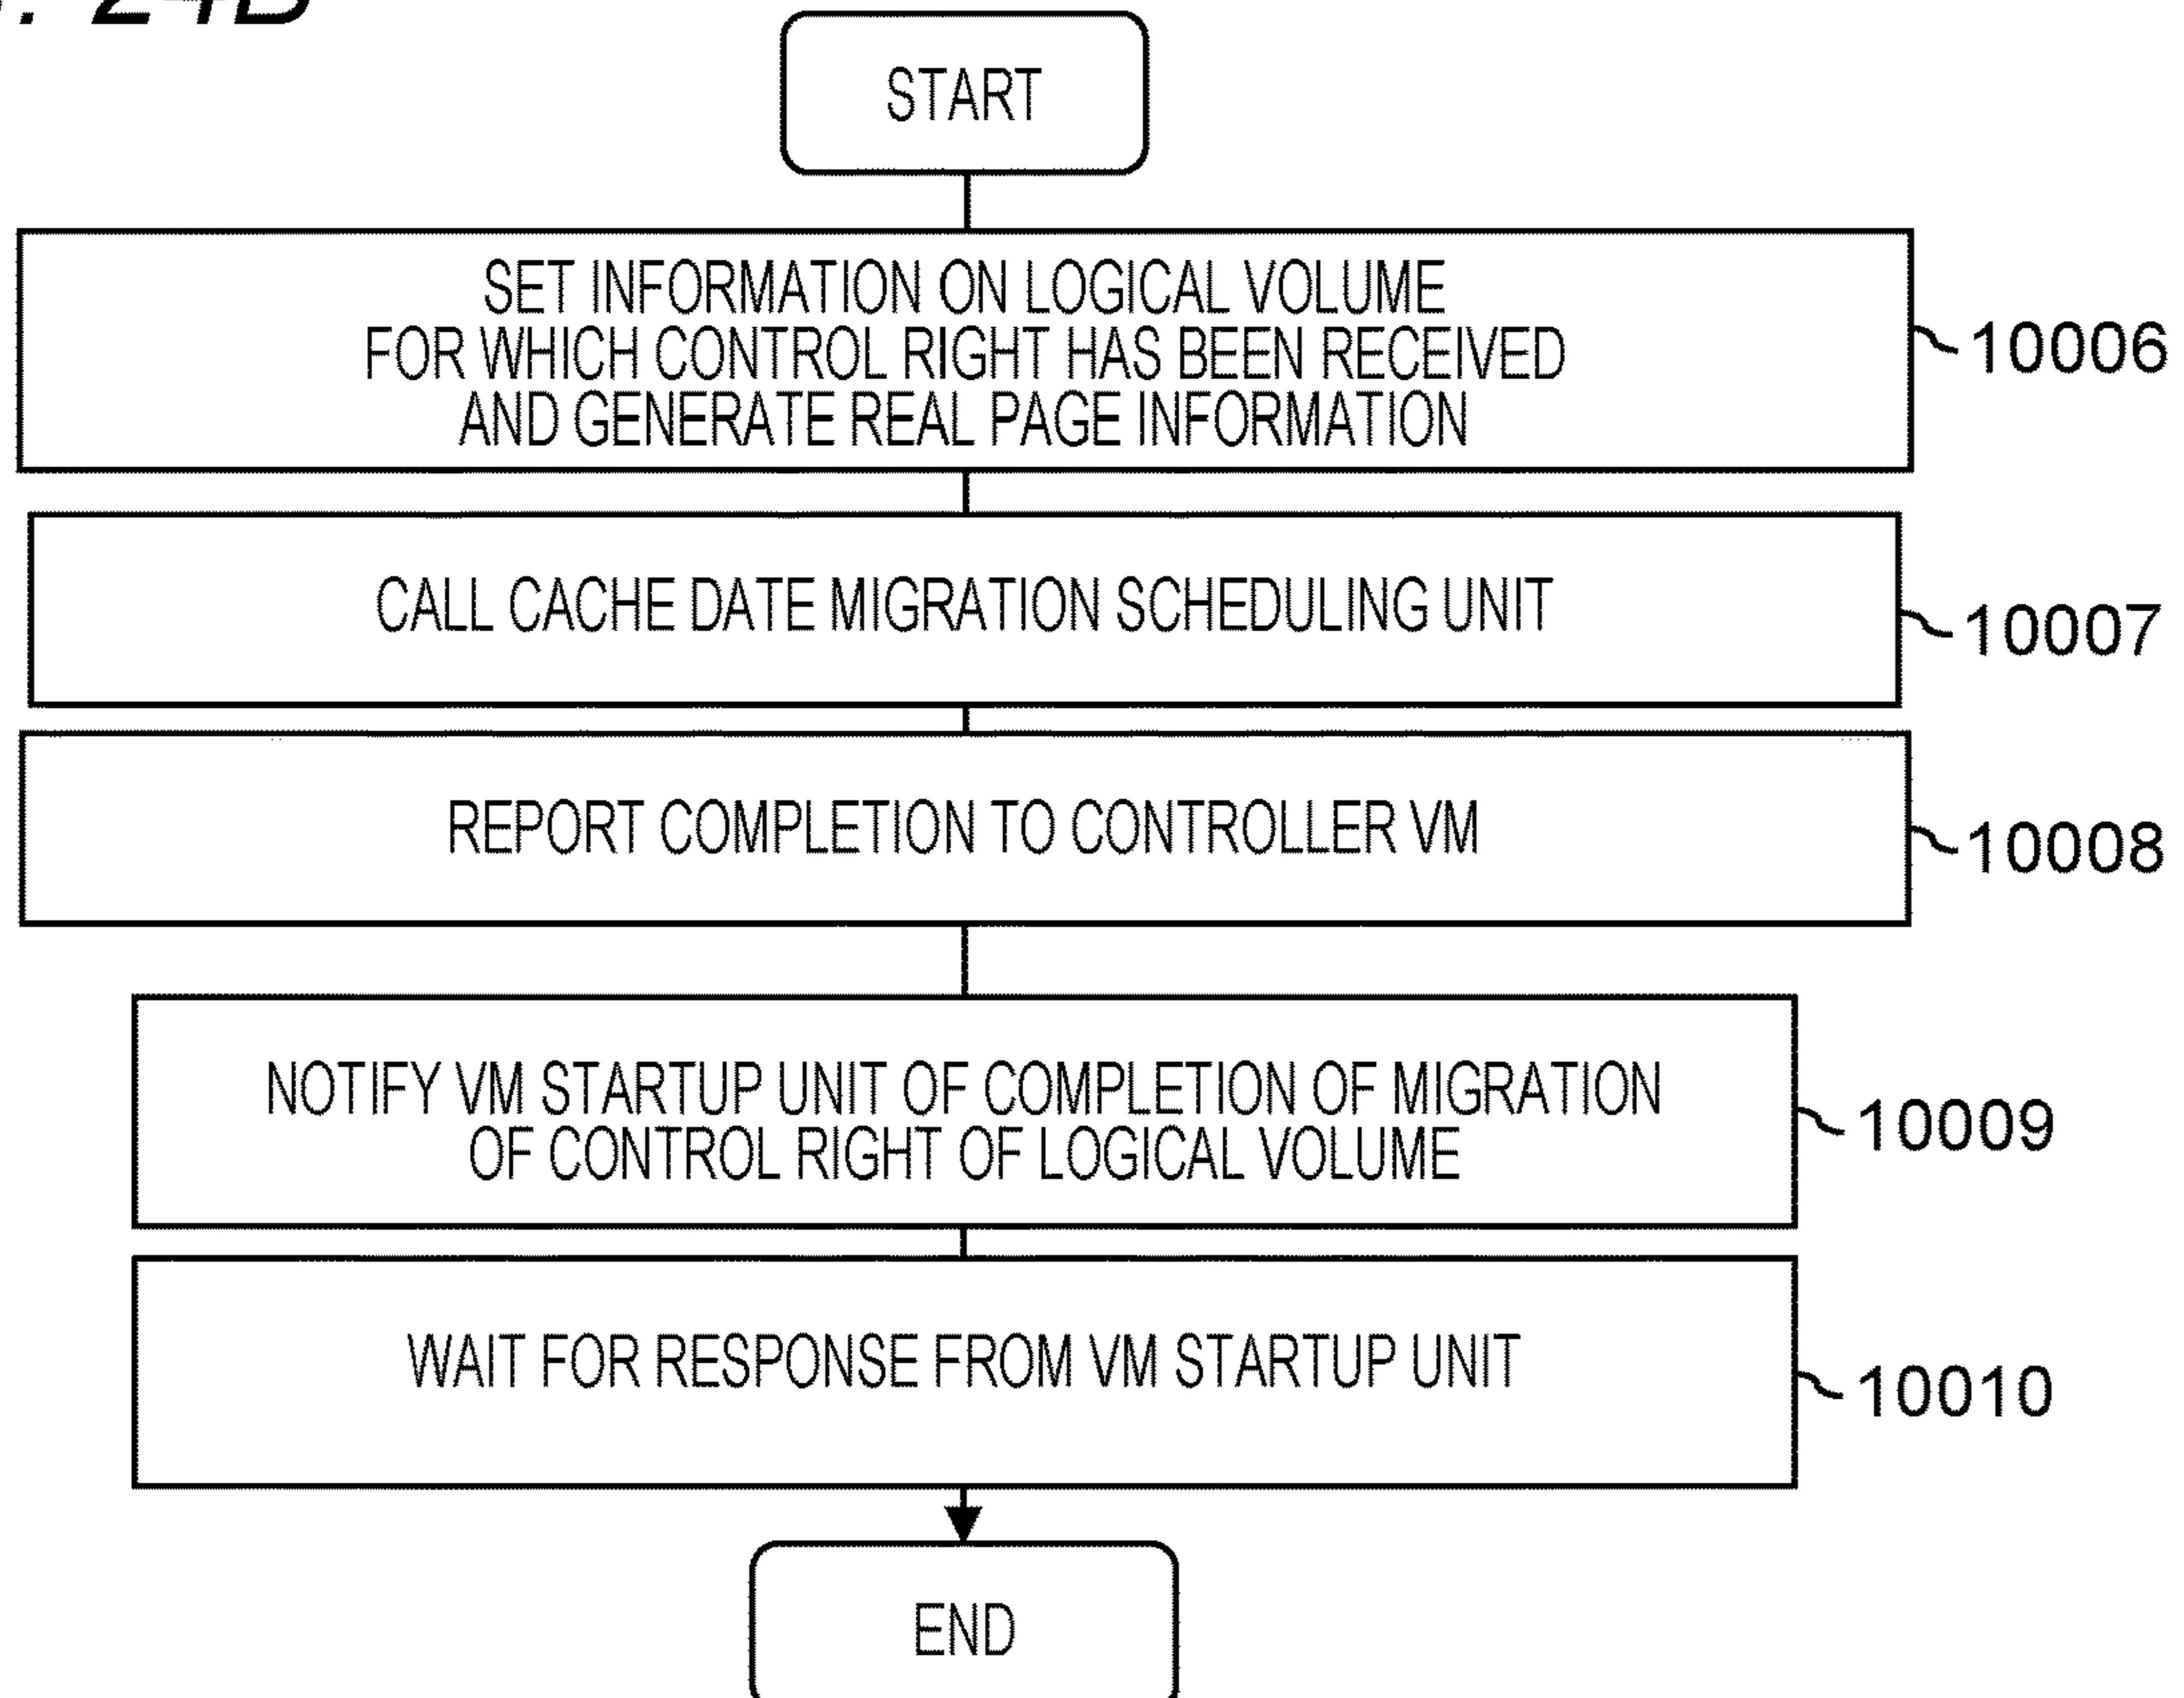 24B
START
SET INFORMATION ON LOGICAL VOLUME
FOR WHICH CONTROL RIGHT HAS BEEN RECEIVED
AND GENERATE REAL PAGE INFORMATION
10006
CALL CACHE DATE MIGRATION SCHEDULING UNIT
10007
REPORT COMPLETION TO CONTROLLER VM
10008
NOTIFY VM STARTUP UNIT OF COMPLETION OF MIGRATION
OF CONTROL RIGHT OF LOGICAL VOLUME
10009
WAIT FOR RESPONSE FROM VM STARTUP UNIT
10010
END